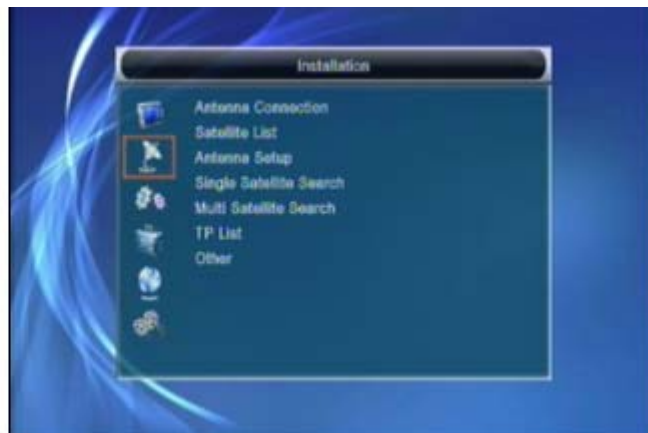 Installation
Antenna Connection
Satellite List
Antenna Setup
Single Satellite Search
Multi Satellite Search
TP List
Other